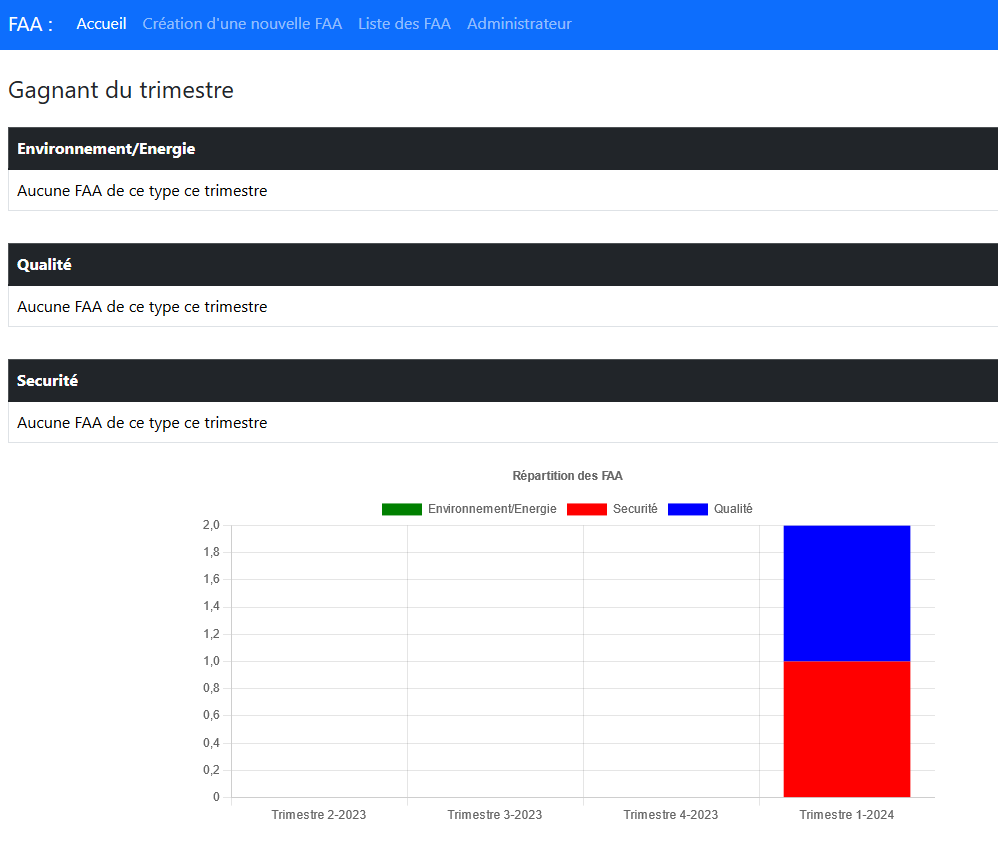 FAA : Accueil Création d'une nouvelle FAA Liste des FAA Administrateur
Gagnant du trimestre
Environnement/Energie
Aucune FAA de ce type ce trimestre
Qualité
Aucune FAA de ce type ce trimestre
Securité
Aucune FAA de ce type ce trimestre
Répartition des FAA
Environnement/Energie Securité Qualité
2,0
1,8
1,6
1,4
1,2
1,0
0,8
0,6
0,4
0,2
0
Trimestre 2-2023 Trimestre 3-2023 Trimestre 4-2023 Trimestre 1-2024